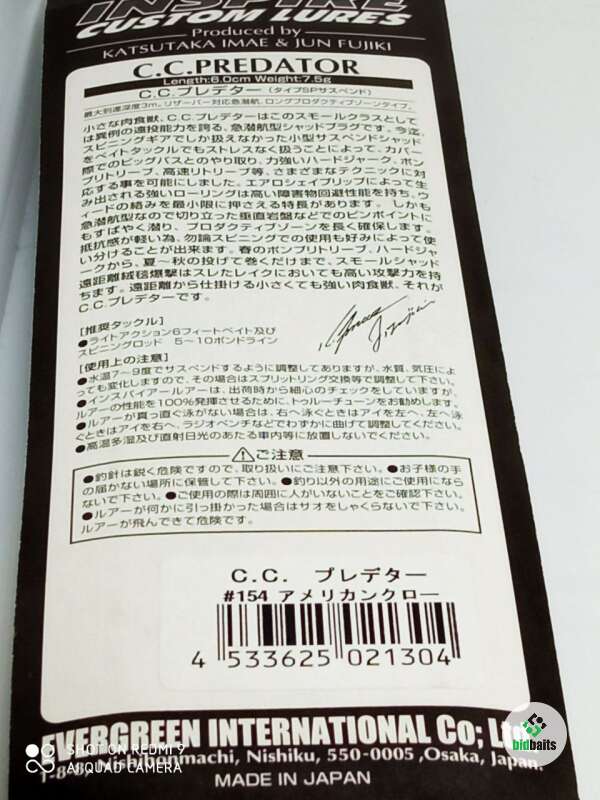 INSPIRE
CUSTOM LURES
Produced by
KATSUTAKA IMAE & JUN FUJIKI
C.C.PREDATOR
Length:6.0cm Weight:7.5g
C.C.プレデター (タイプSPサスペンド)
最大到達深度3m。リザーバー対応急潜航、ロングプロダクティブゾーンタイプ。
小さな肉食獣、C.C.プレデターはこのスモールクラスとして
は異例の遠投能力を誇る、急潜航型シャッドプラグです。今迄、
スピニングギアでしか扱えなかった小型サスペンドシャッド
をベイトタックルでもストレスなく扱うことによって、カバー
際でのビッグバスとのやり取り、力強いハードジャーク、ポン
プリトリーブ、高速リトリーブ等、さまざまなテクニックに対
応する事を可能にしました。エアロシェイプリップによって生
み出される強いローリングは高い障害物回避性能を持ち、ウ
ィードの絡みを最小限に押さえる特長があります。しかも
急潜航型なので切り立った垂直岩盤などでのピンポイントに
もすばやく潜り、プロダクティブゾーンを長く確保します。
抵抗感が軽い為、勿論スピニングでの使用も好みによって使
い分けることが出来ます。春のポンプリトリーブ、ハードジャ
ークから、夏〜秋の投げて巻くだけまで、スモールシャッド
遠距離絨毯爆撃はスレたレイクにおいても高い攻撃力を持
ちます。遠距離から仕掛ける小さくても強い肉食獣、それが
C.C.プレデターです。
[推奨タックル]
●ライトアクション6フィートベイト及び
スピニングロッド 5〜10ポンドライン
[使用上の注意]
●水温7〜9度でサスペンドするように調整してありますが、水質、気圧によ
っても変化しますので、その場合はスプリットリング交換等で調整して下さい。
●インスパイアールアーは、出荷時から細心のチェックをしていますが、
ルアーの性能を100%発揮させるために、トゥルーチューンをお勧めします。
●ルアーが真っ直ぐ泳がない場合は、右へ泳ぐときはアイを左へ、左へ泳
ぐときはアイを右へ、ラジオペンチなどでわずかに曲げて調整してください。
●高温多湿及び直射日光のあたる車内等に放置しないでください。
⚠ご注意
●釣針は鋭く危険ですので、取り扱いにご注意下さい。●お子様の手
の届かない場所に保管して下さい。●釣り以外の用途にご使用になら
ないで下さい。●ご使用の際は周囲に人がいないことをご確認下さい。
●ルアーが何かに引っ掛かった場合はサオをしゃくらないで下さい。
ルアーが飛んできて危険です。
C.C. プレデター
#154 アメリカンクロー
4 533625 021304
EVERGREEN INTERNATIONAL Co; Ltd.
Nishihonmachi, Nishiku, 550-0005 ,Osaka, Japan.
MADE IN JAPAN
SHOT ON REDMI 9
AI QUAD CAMERA
bidbaits